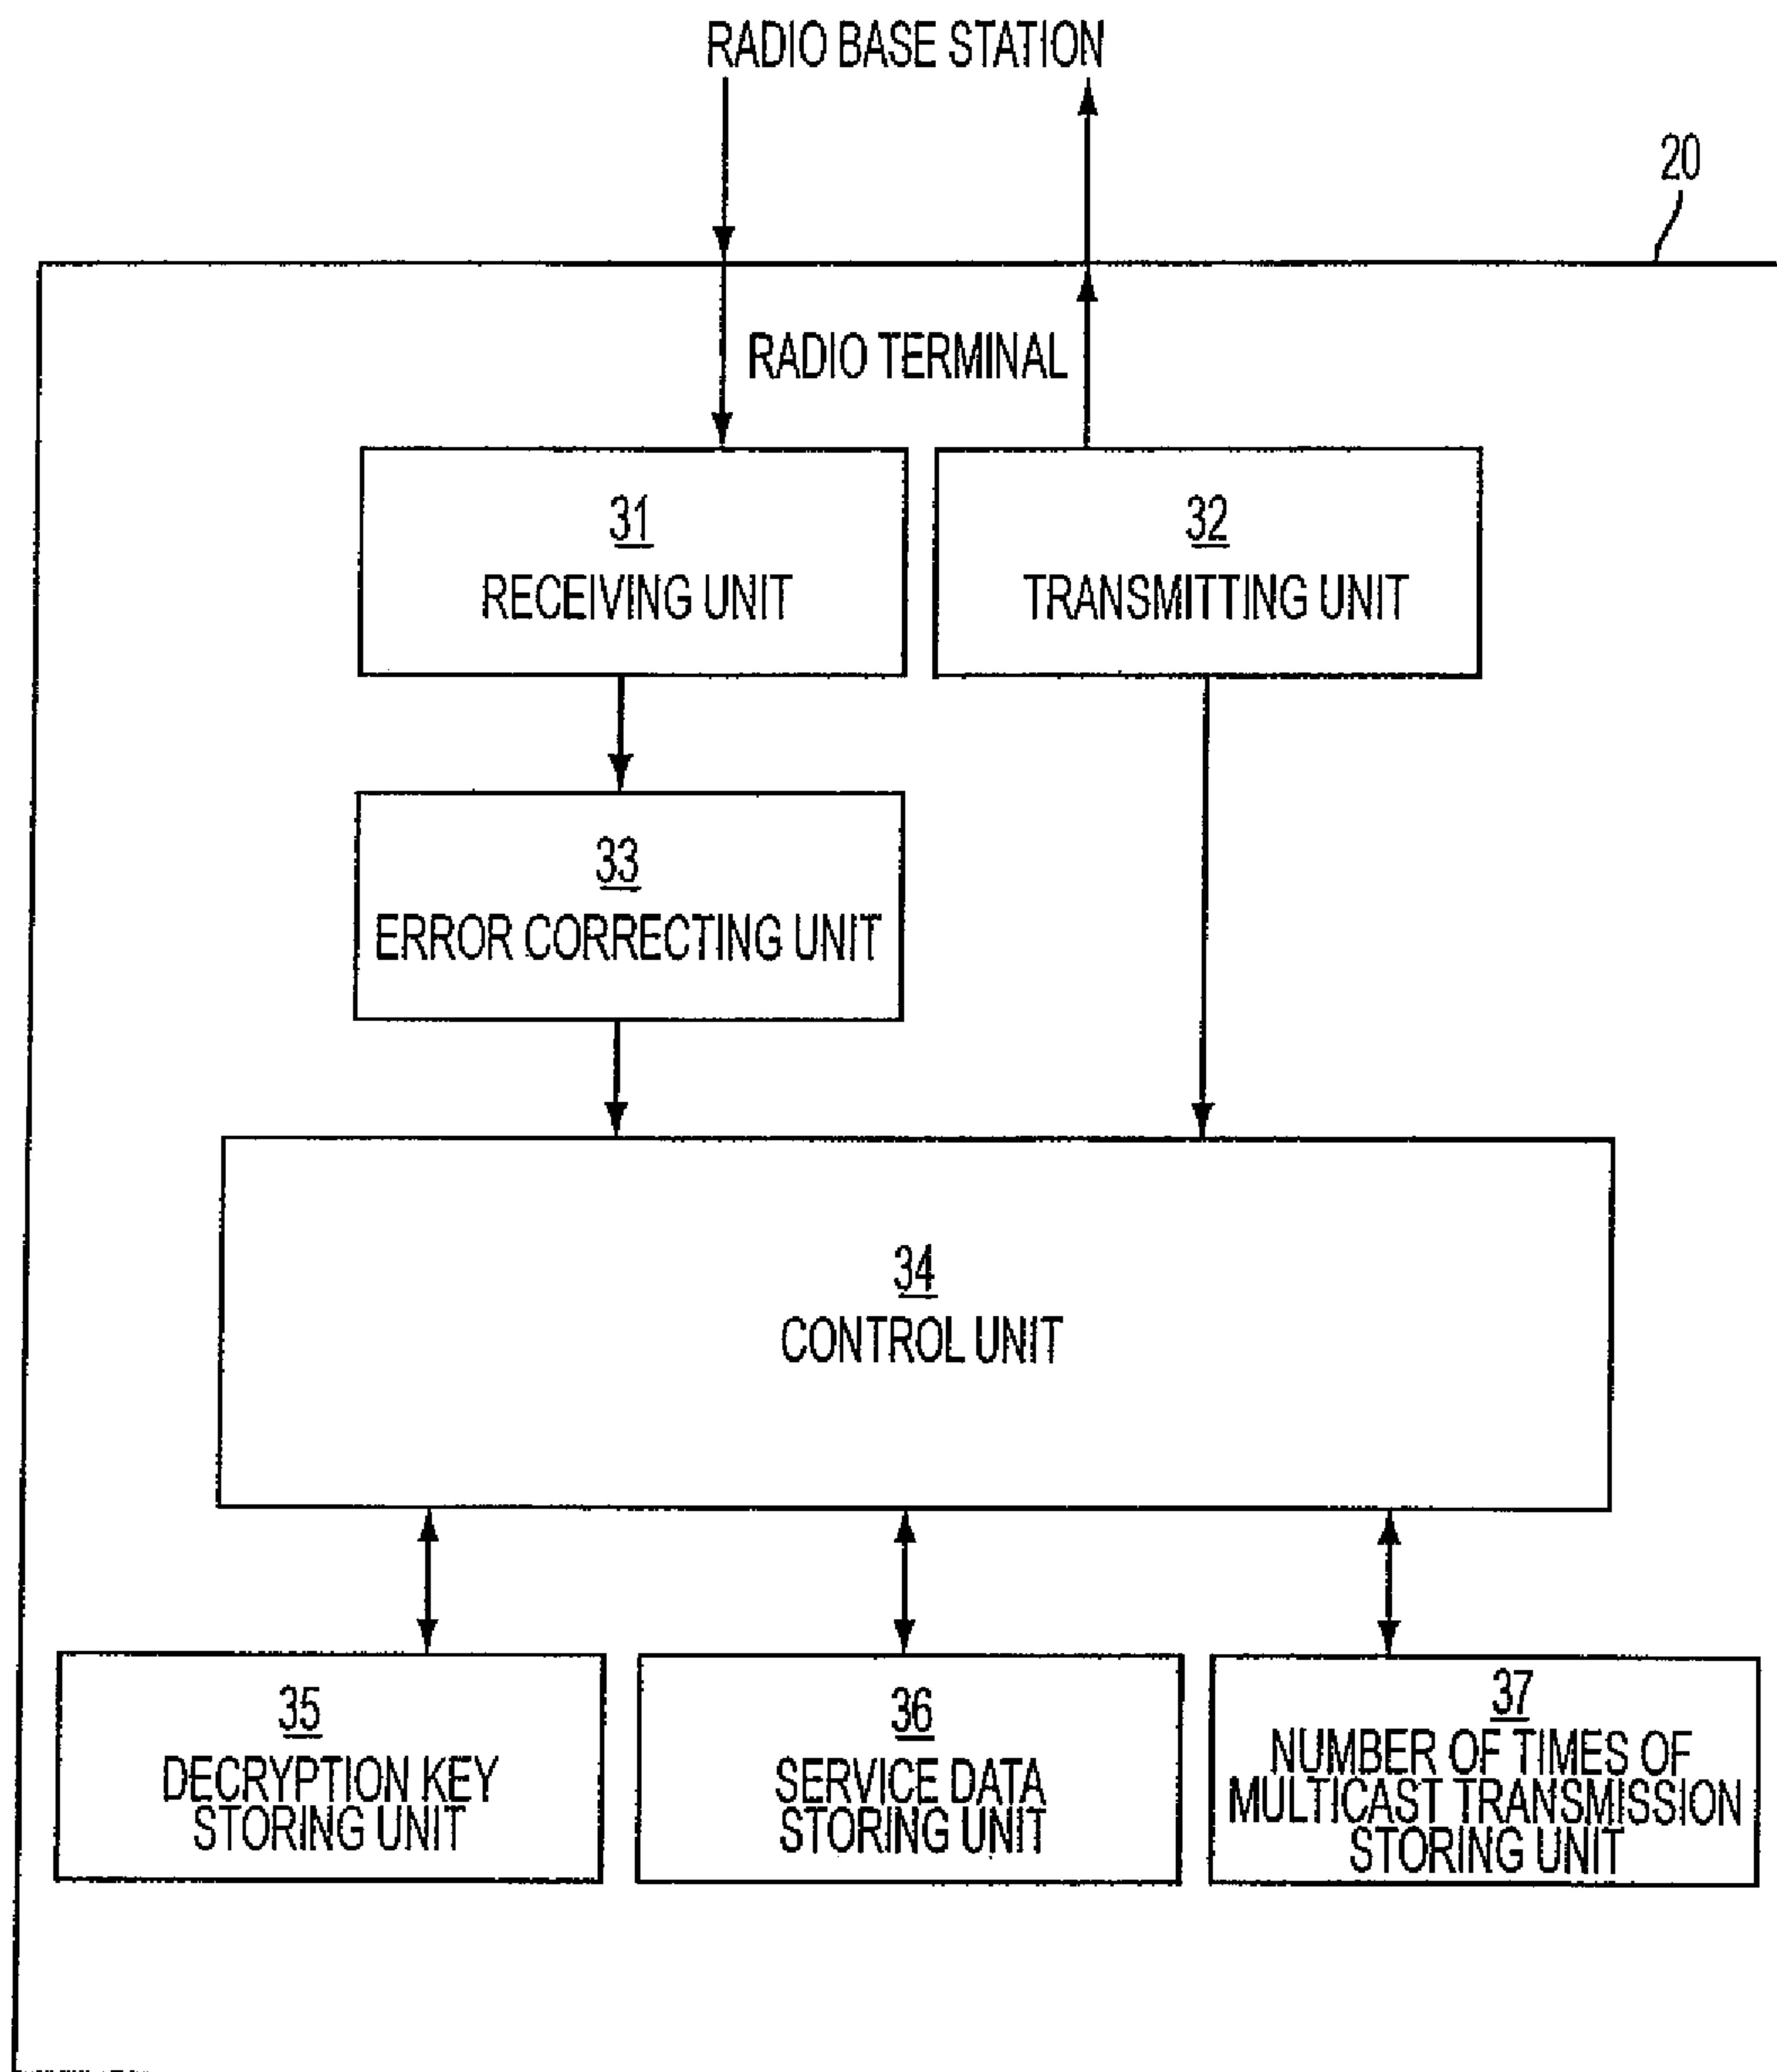 RADIO BASE STATION
20
RADIO TERMINAL
31
RECEIVING UNIT
32
TRANSMITTING UNIT
33
ERROR CORRECTING UNIT
34
CONTROL UNIT
35
DECRYPTION KEY
STORING UNIT
36
SERVICE DATA
STORING UNIT
37
NUMBER OF TIMES OF
MULTICAST TRANSMISSION
STORING UNIT